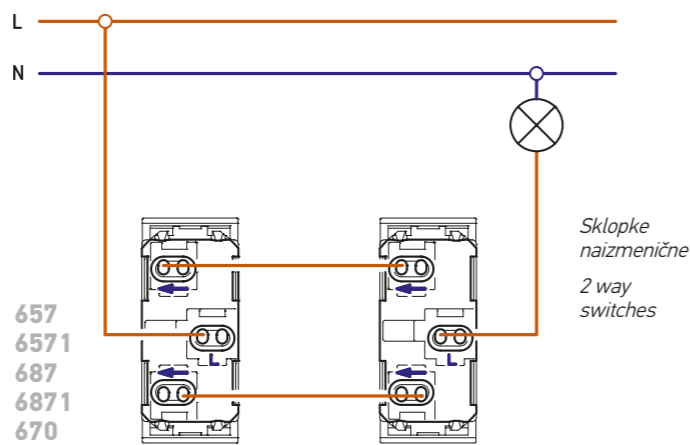 L
N
Sklopke
naizmenične
2 way
switches
657
6571
687
6871
670
L
L